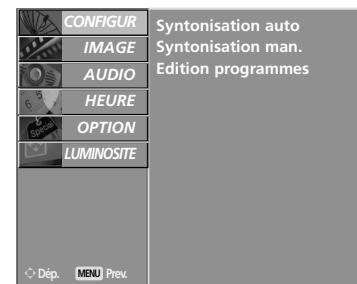 CONFIGUR
IMAGE
AUDIO
HEURE
OPTION
LUMINOSITE
Syntonisation auto
Syntonisation man.
Edition programmes
Dép. MENU Prev.